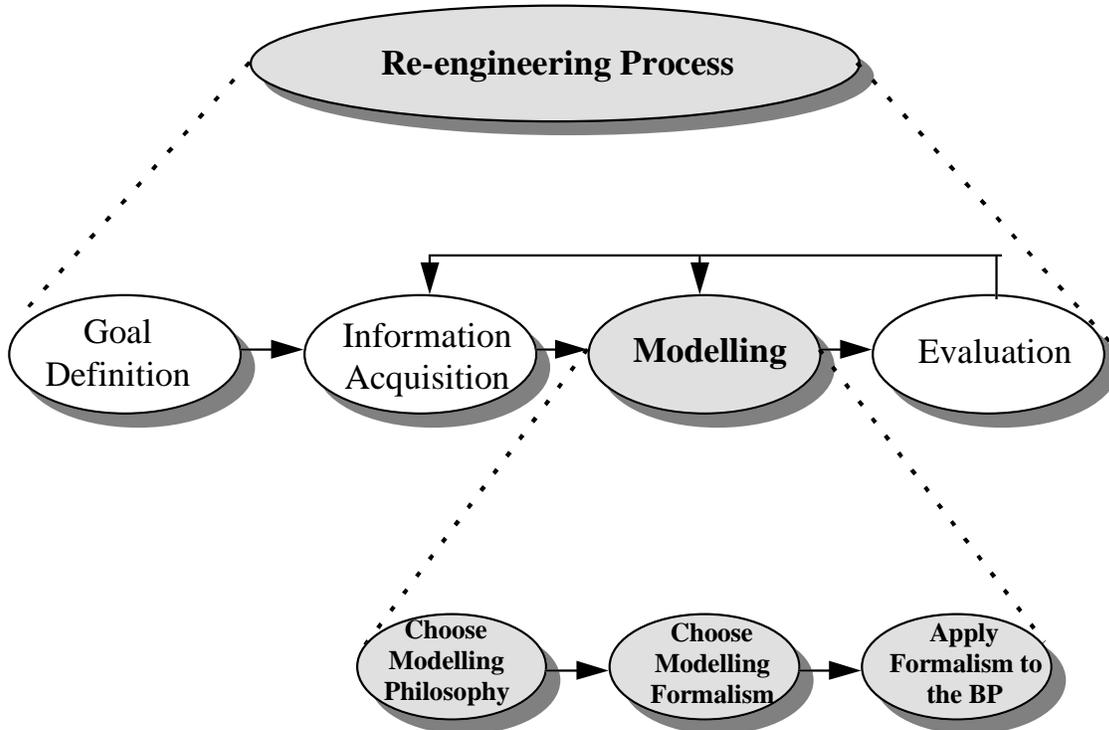 Re-engineering Process
Goal
Definition
Information
Acquisition
Modelling
Evaluation
Choose
Modelling
Philosophy
Choose
Modelling
Formalism
Apply
Formalism to
the BP